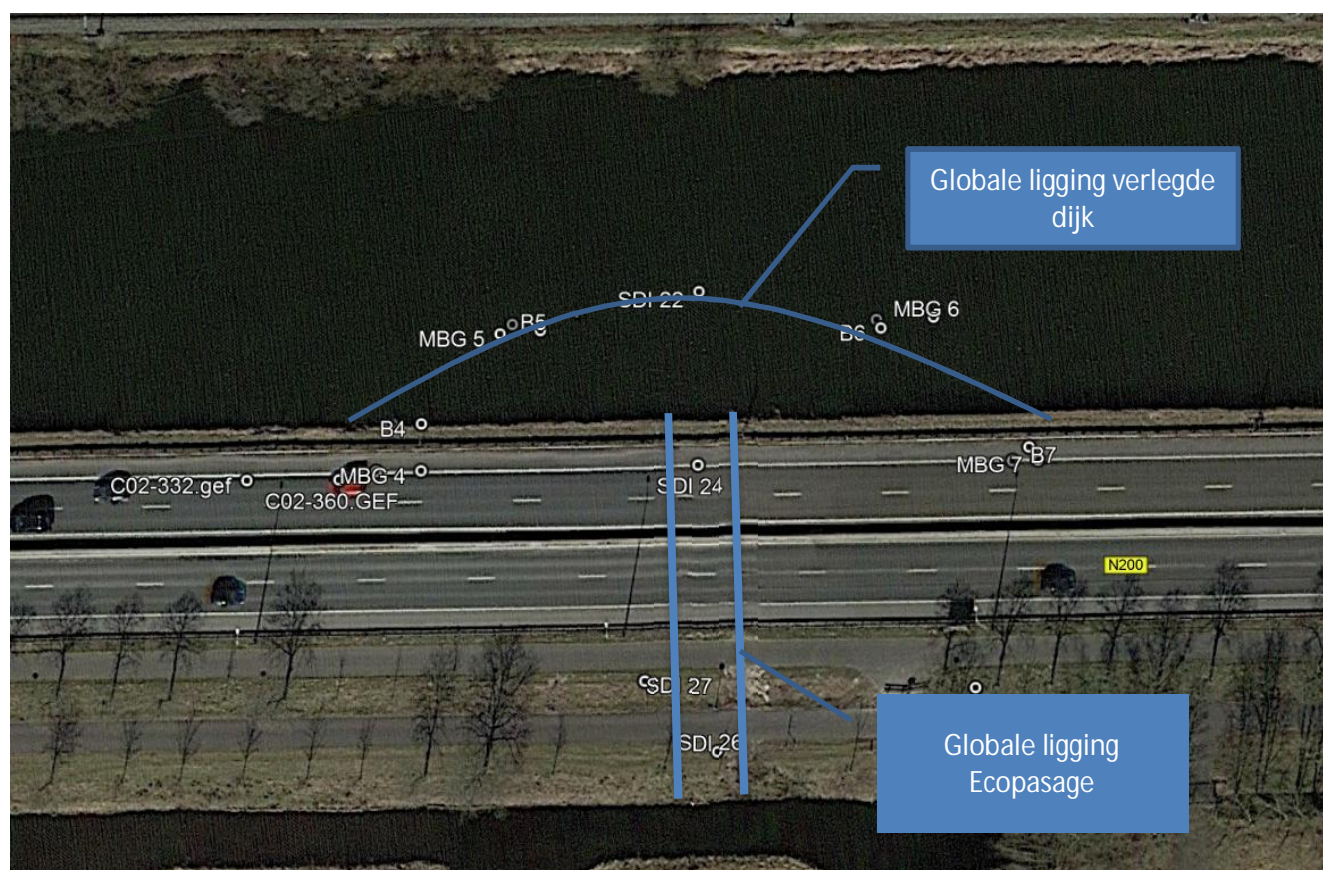 Globale ligging verlegde
dijk
SDI 22
MBG 5
B5
MBG 6
B6
B4
MBG 4
C02-332.gef
C02-360.GEF
SDI 24
MBG 7
B7
N200
SDI 27
SDI 26
Globale ligging
Ecopasage